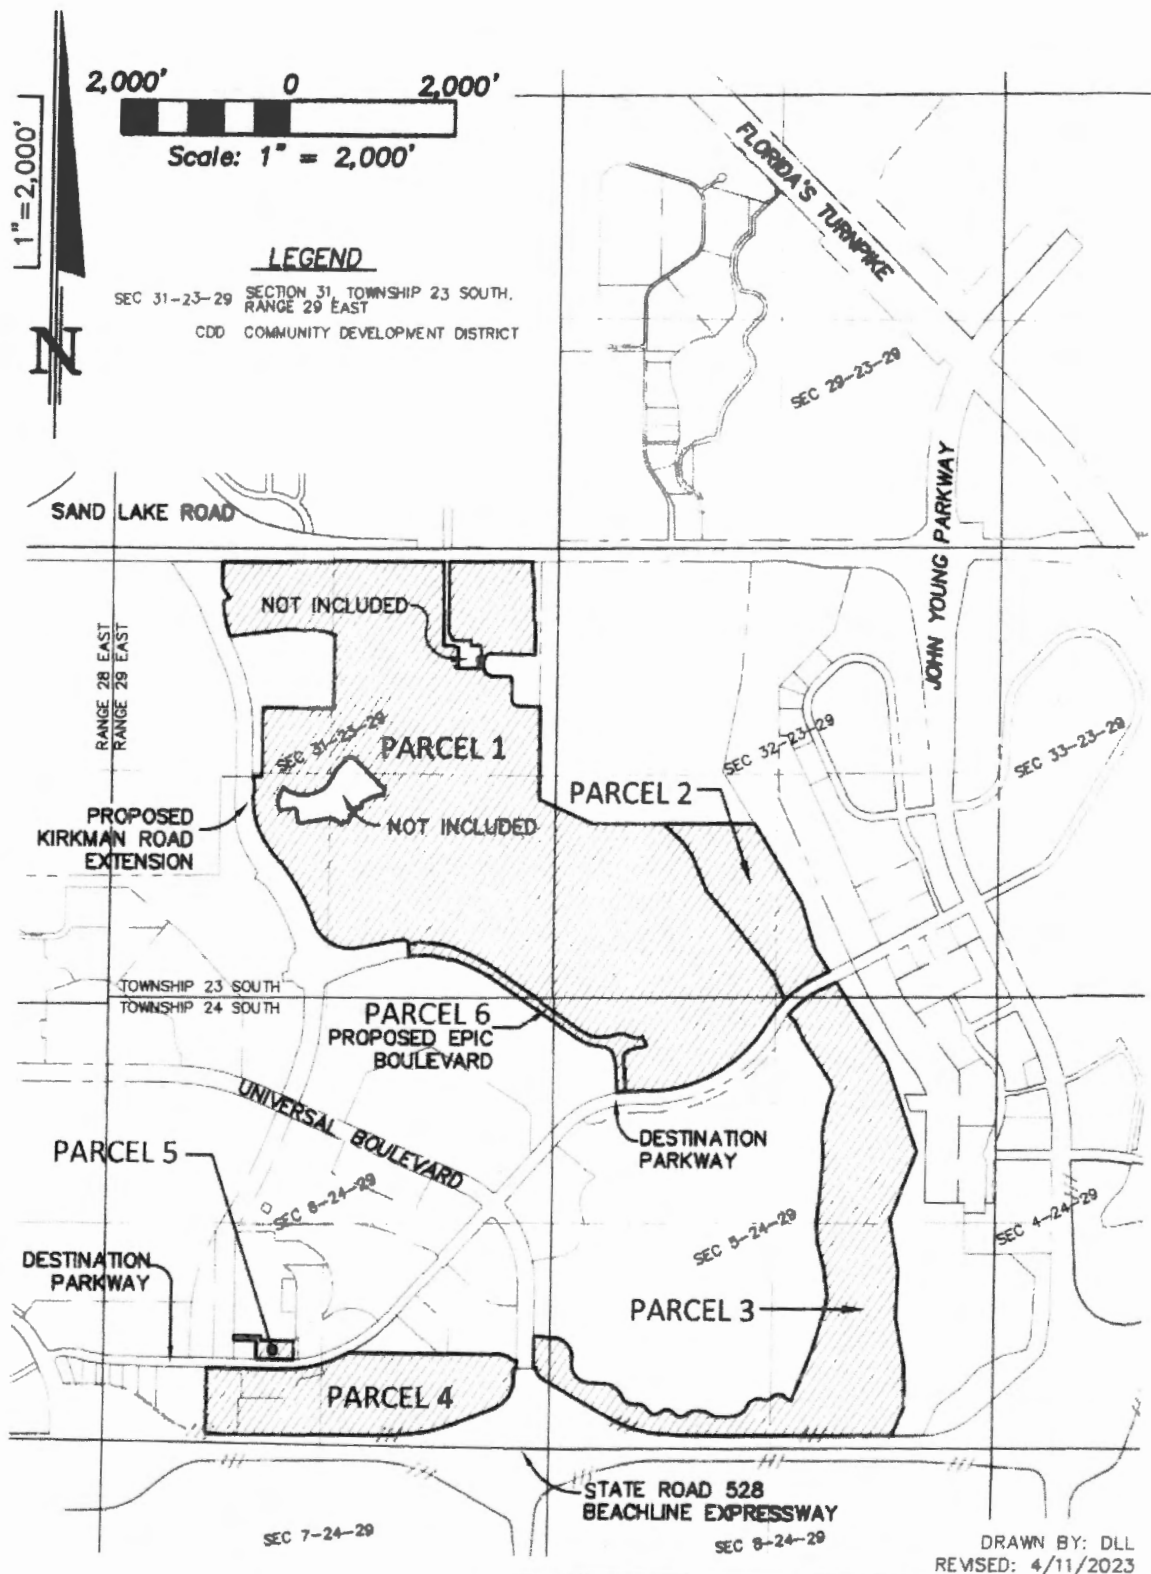 2,000' 0 2,000'
Scale: 1" = 2,000'
1"=2,000'
N
LEGEND
SEC 31-23-29 SECTION 31, TOWNSHIP 23 SOUTH,
RANGE 29 EAST
CDD COMMUNITY DEVELOPMENT DISTRICT
FLORIDA'S TURNPIKE
SEC 29-23-29
SAND LAKE ROAD
JOHN YOUNG PARKWAY
NOT INCLUDED
RANGE 28 EAST
RANGE 29 EAST
SEC 31-23-29
PARCEL 1
SEC 32-23-29
SEC 33-23-29
PARCEL 2
PROPOSED
KIRKMAN ROAD
EXTENSION
NOT INCLUDED
TOWNSHIP 23 SOUTH
TOWNSHIP 24 SOUTH
PARCEL 6
PROPOSED EPIC
BOULEVARD
UNIVERSAL BOULEVARD
DESTINATION
PARKWAY
PARCEL 5
SEC 6-24-29
SEC 5-24-29
SEC 4-24-29
DESTINATION
PARKWAY
PARCEL 3
PARCEL 4
STATE ROAD 528
BEACHLINE EXPRESSWAY
SEC 7-24-29
SEC 8-24-29
DRAWN BY: DLL
REVISED: 4/11/2023